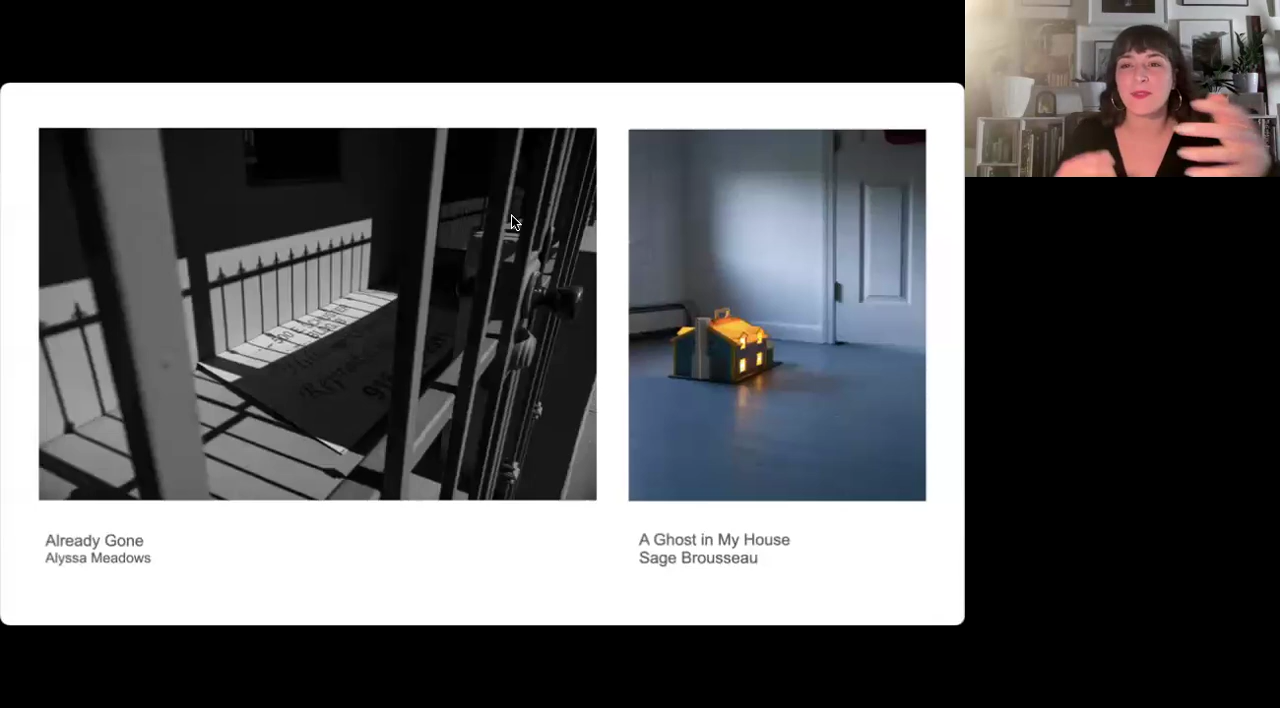 Already Gone
Alyssa Meadows
A Ghost in My House
Sage Brousseau